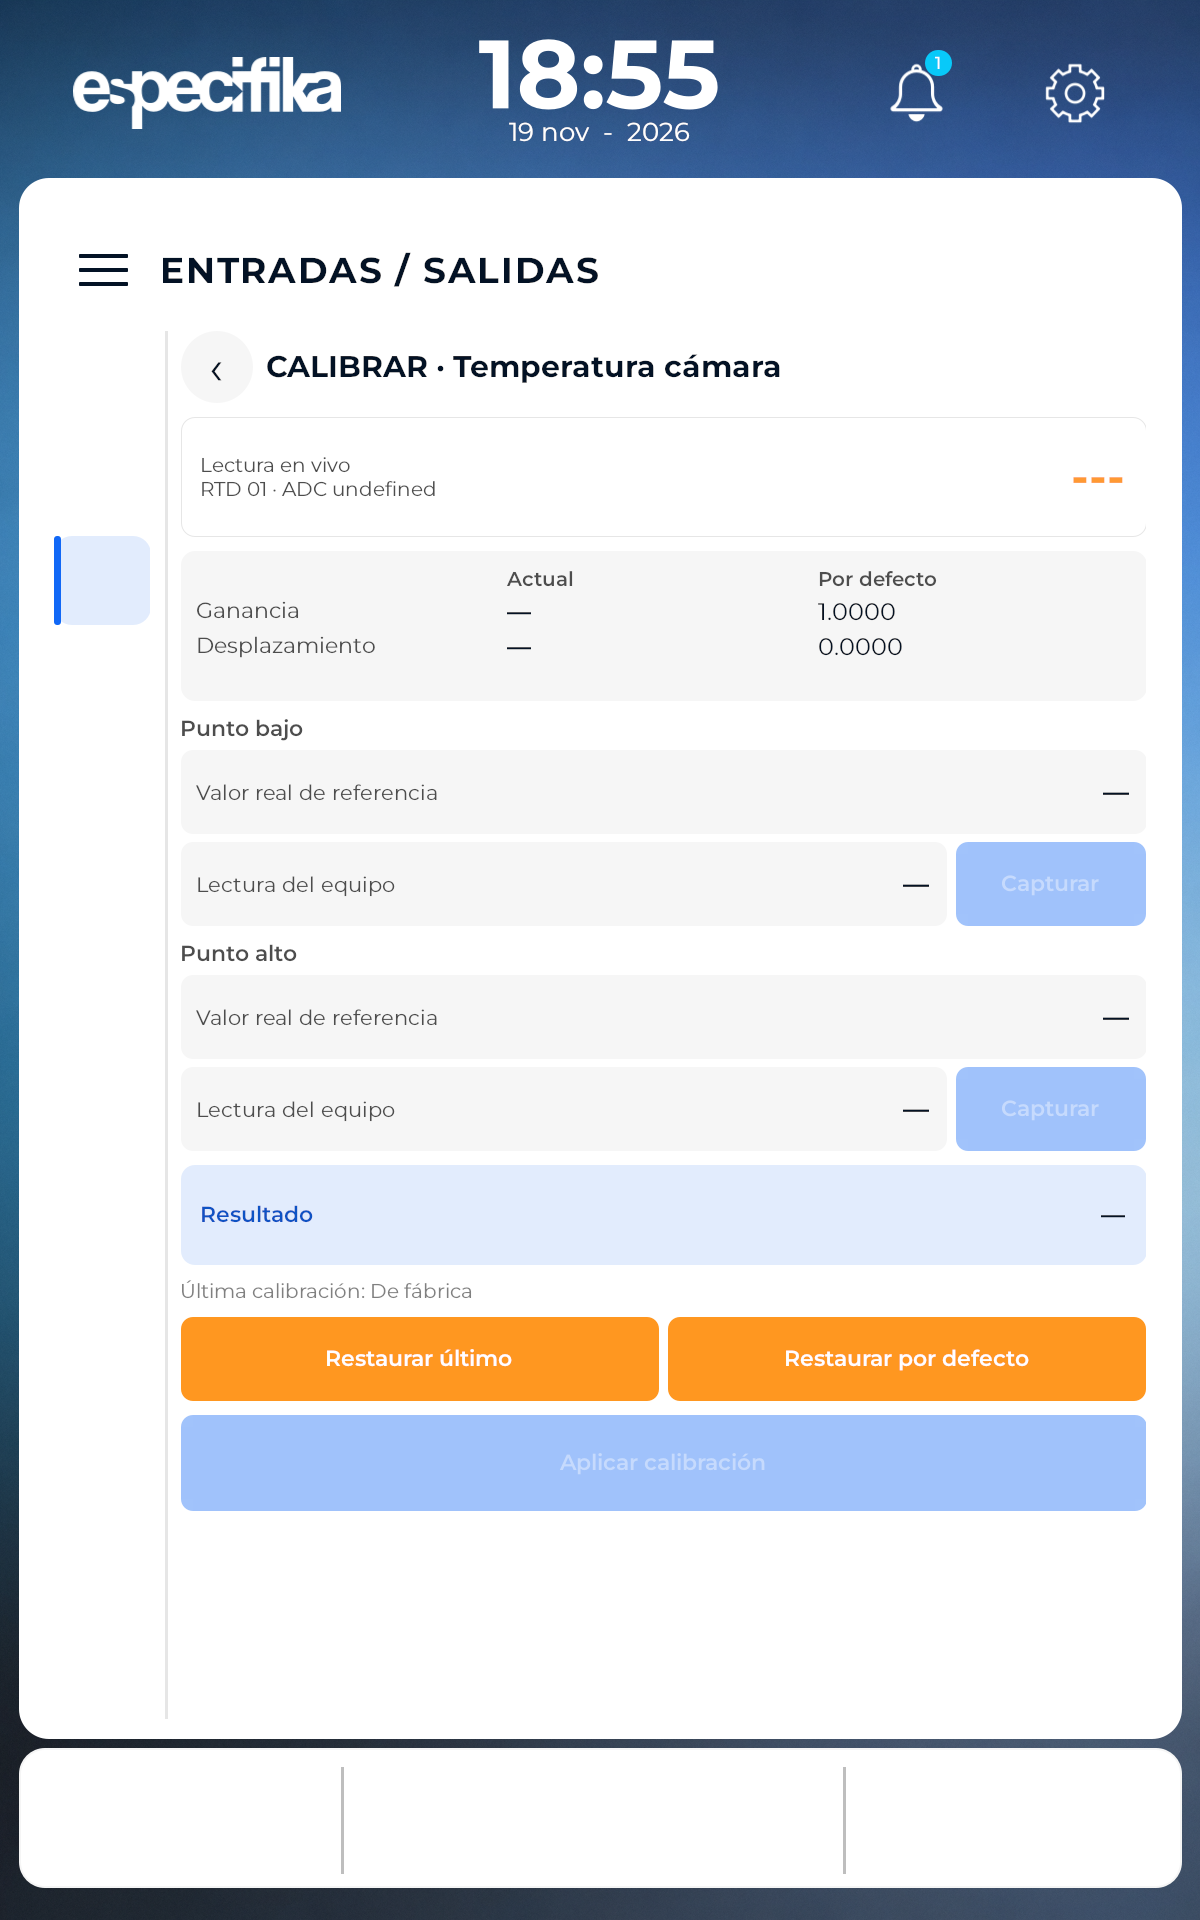 especifika
18:55
19 nov - 2026
1
ENTRADAS / SALIDAS
‹ CALIBRAR · Temperatura cámara
Lectura en vivo
RTD 01 · ADC undefined
---
Actual Por defecto
Ganancia — 1.0000
Desplazamiento — 0.0000
Punto bajo
Valor real de referencia —
Lectura del equipo — Capturar
Punto alto
Valor real de referencia —
Lectura del equipo — Capturar
Resultado —
Última calibración: De fábrica
Restaurar último Restaurar por defecto
Aplicar calibración